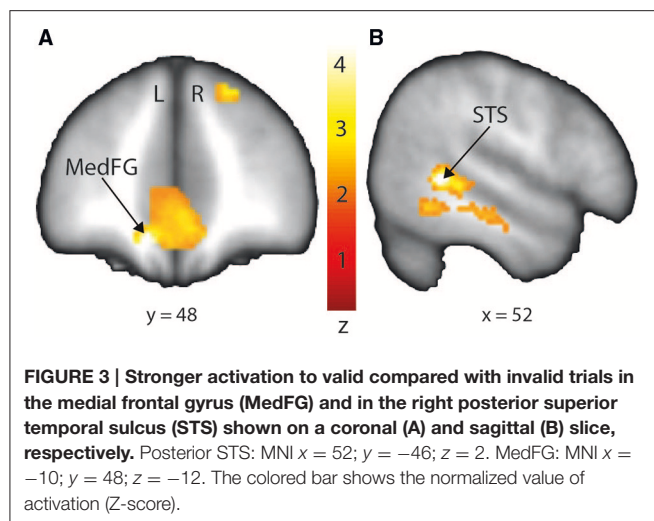 A
B
L
R
4
3
2
1
z
MedFG
STS
y = 48
x = 52
FIGURE 3 | Stronger activation to valid compared with invalid trials in
the medial frontal gyrus (MedFG) and in the right posterior superior
temporal sulcus (STS) shown on a coronal (A) and sagittal (B) slice,
respectively. Posterior STS: MNI x = 52; y = −46; z = 2. MedFG: MNI x =
−10; y = 48; z = −12. The colored bar shows the normalized value of
activation (Z-score).